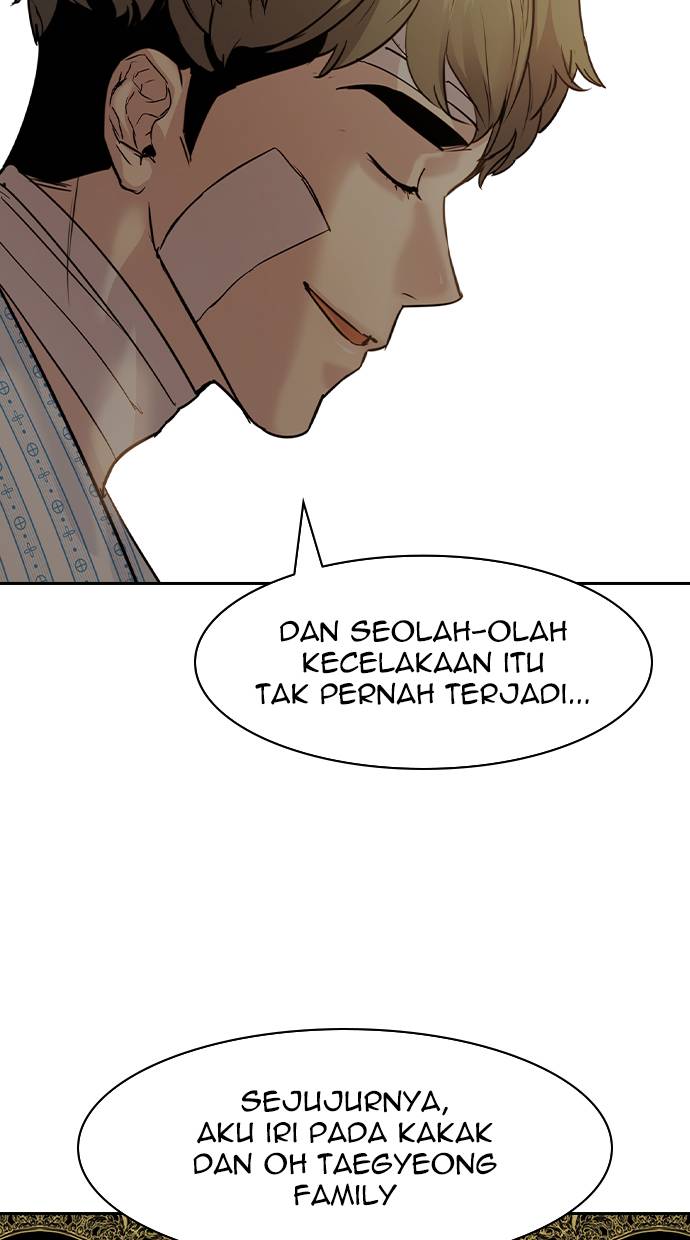 DAN SEOLAH-OLAH
KECELAKAAN ITU
TAK PERNAH TERJADI...
SEJUJURNYA,
AKU IRI PADA KAKAK
DAN OH TAEGYEONG
FAMILY